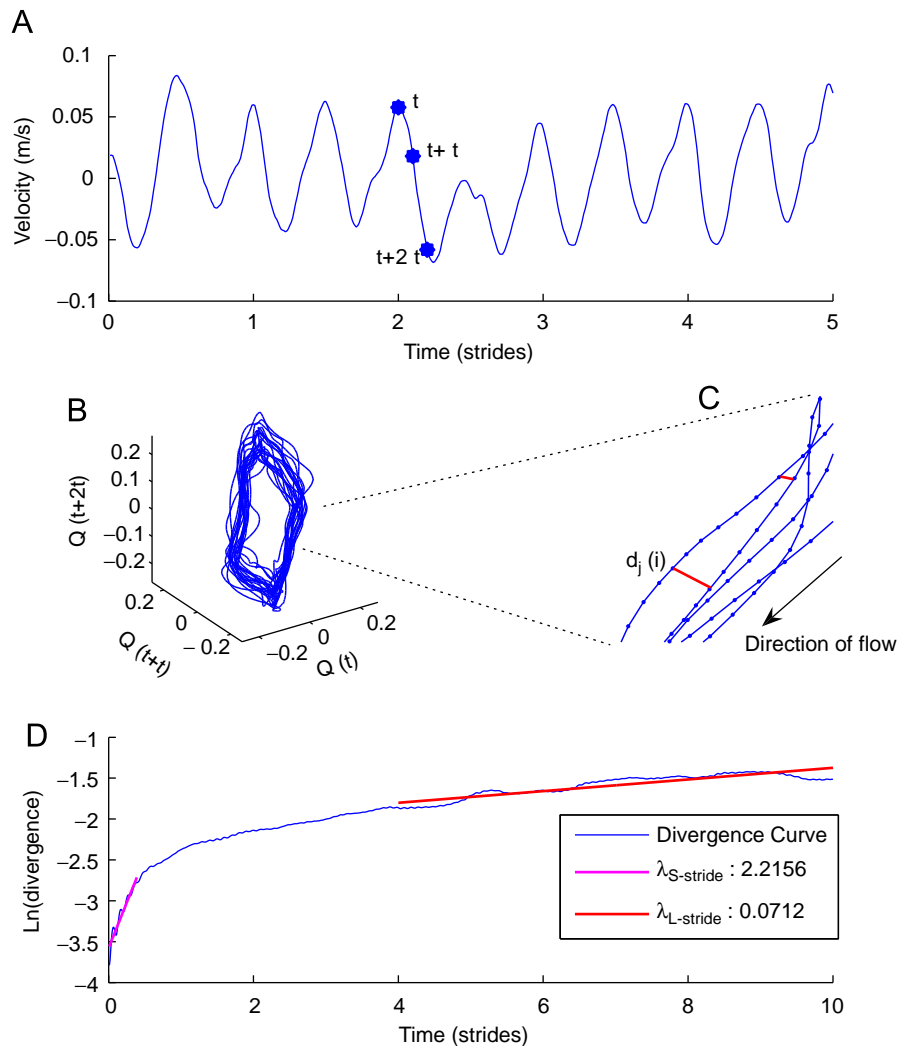 A
0.1
0.05
0
−0.05
−0.1
Velocity (m/s)
t
t+ t
t+2 t
0 1 2 3 4 5
Time (strides)
B
0.2
0.1
0
−0.1
−0.2
Q (t+2t)
0.2
0
−0.2
Q (t+t)
−0.2
0
0.2
Q (t)
C
dj (i)
Direction of flow
D
−1
−1.5
−2
−2.5
−3
−3.5
−4
Ln(divergence)
Divergence Curve
λS-stride : 2.2156
λL-stride : 0.0712
0 2 4 6 8 10
Time (strides)